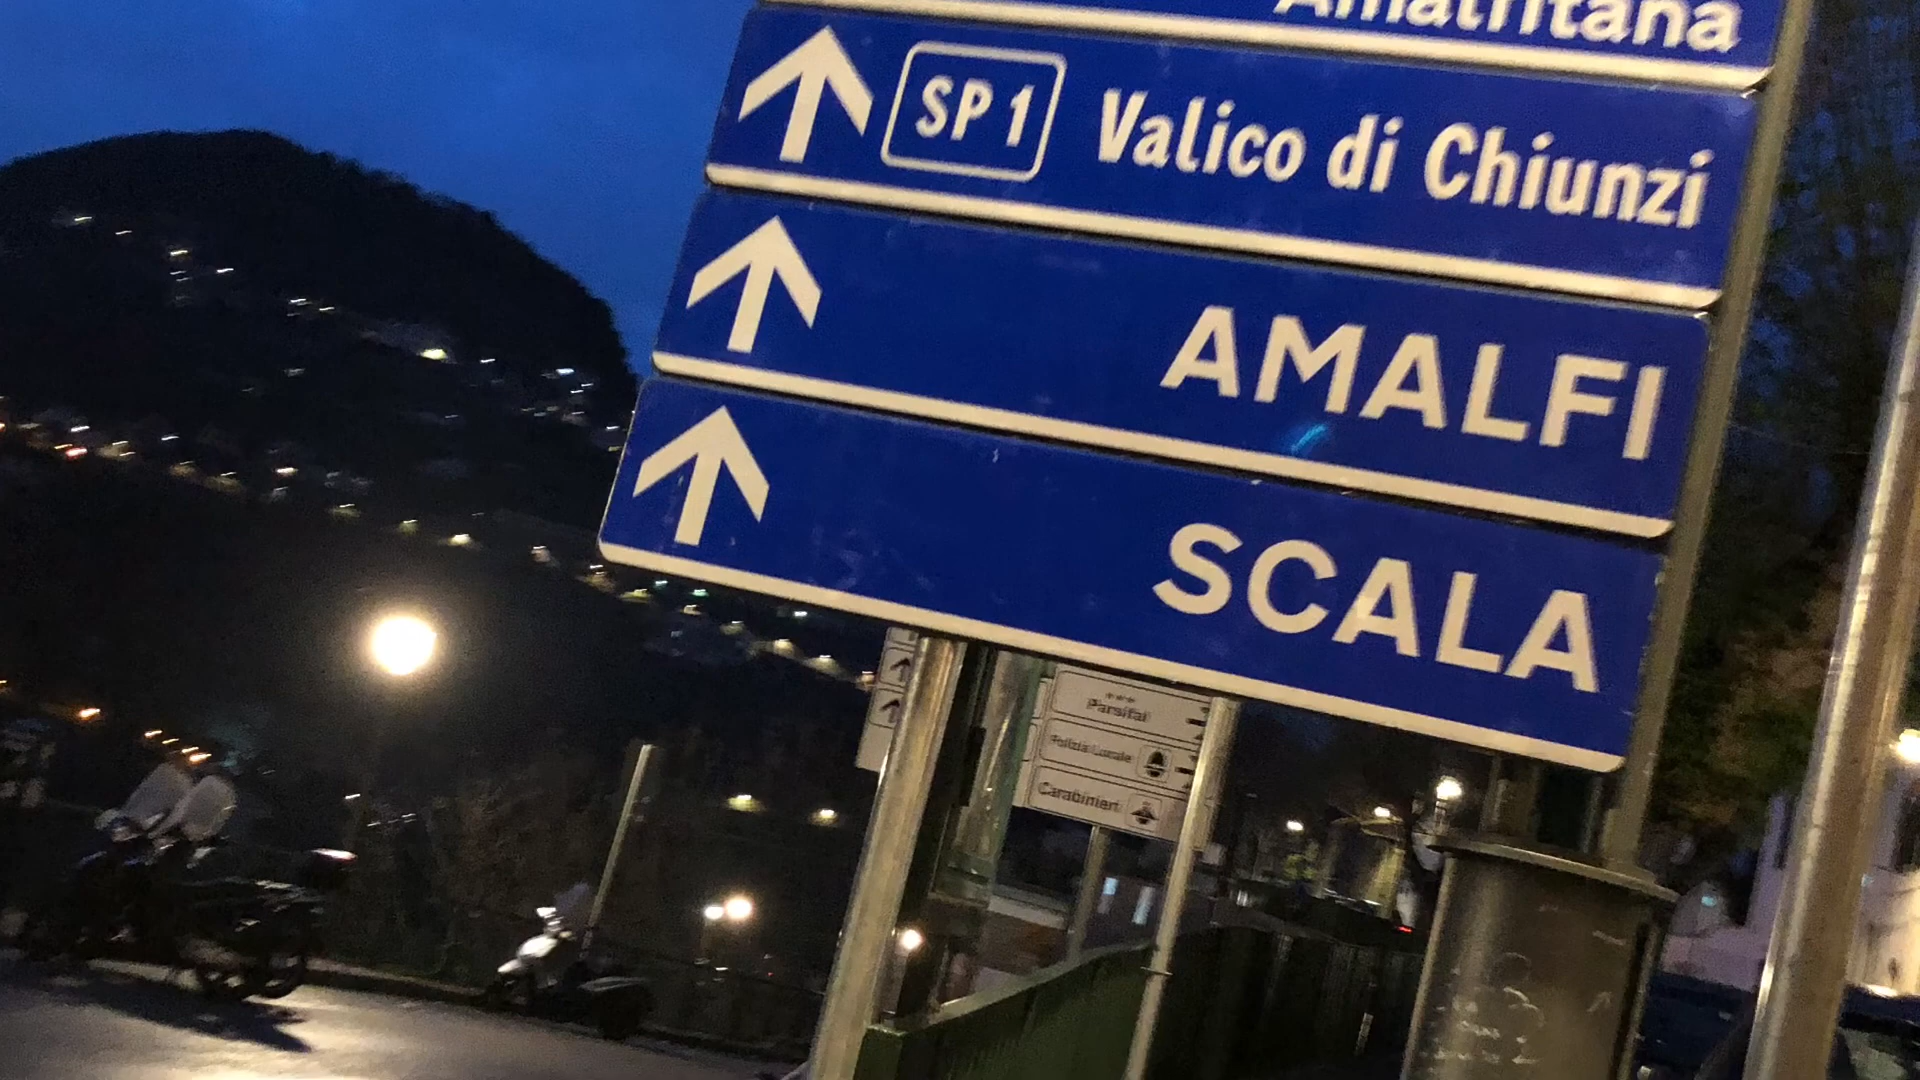 Amalfitana
SP 1 Valico di Chiunzi
AMALFI
SCALA
Parsifal
Polizia Locale
Carabinieri